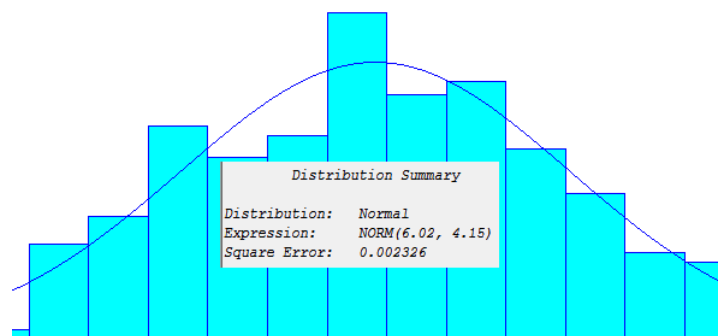 Distribution Summary
Distribution: Normal
Expression: NORM(6.02, 4.15)
Square Error: 0.002326